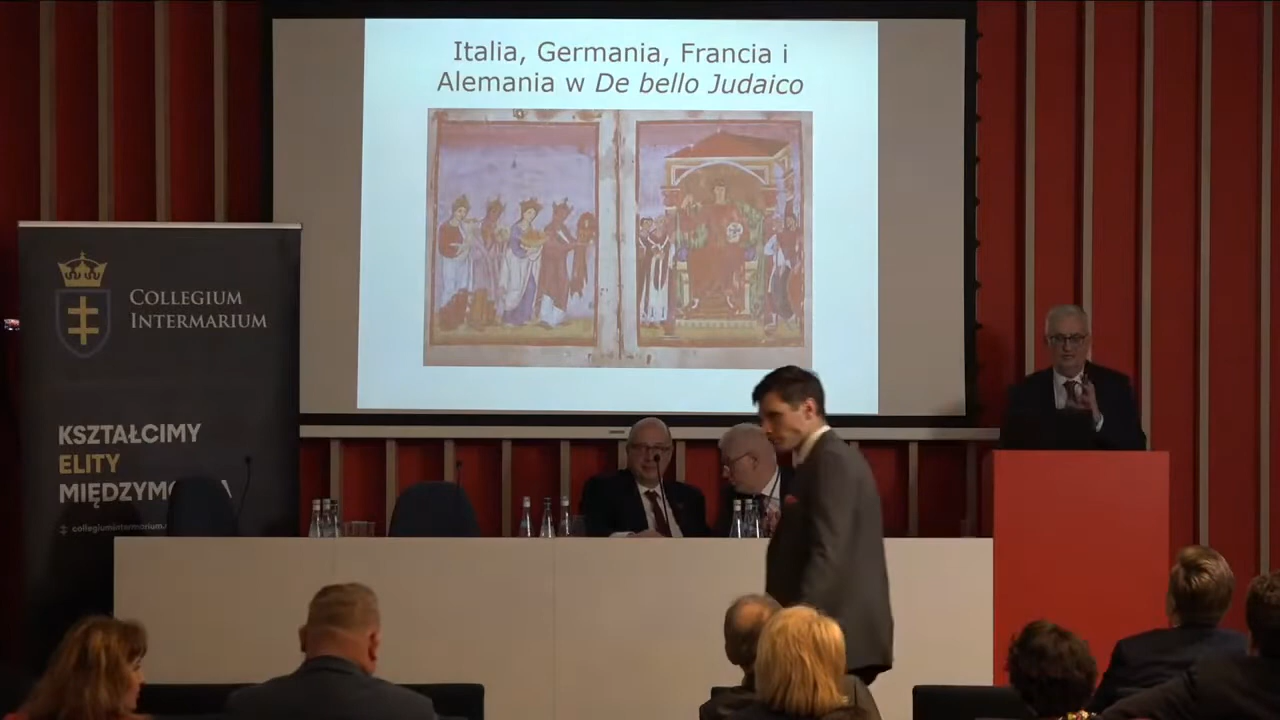 Italia, Germania, Francia i
Alemania w De bello Judaico
COLLEGIUM
INTERMARIUM
KSZTAŁCIMY
ELITY